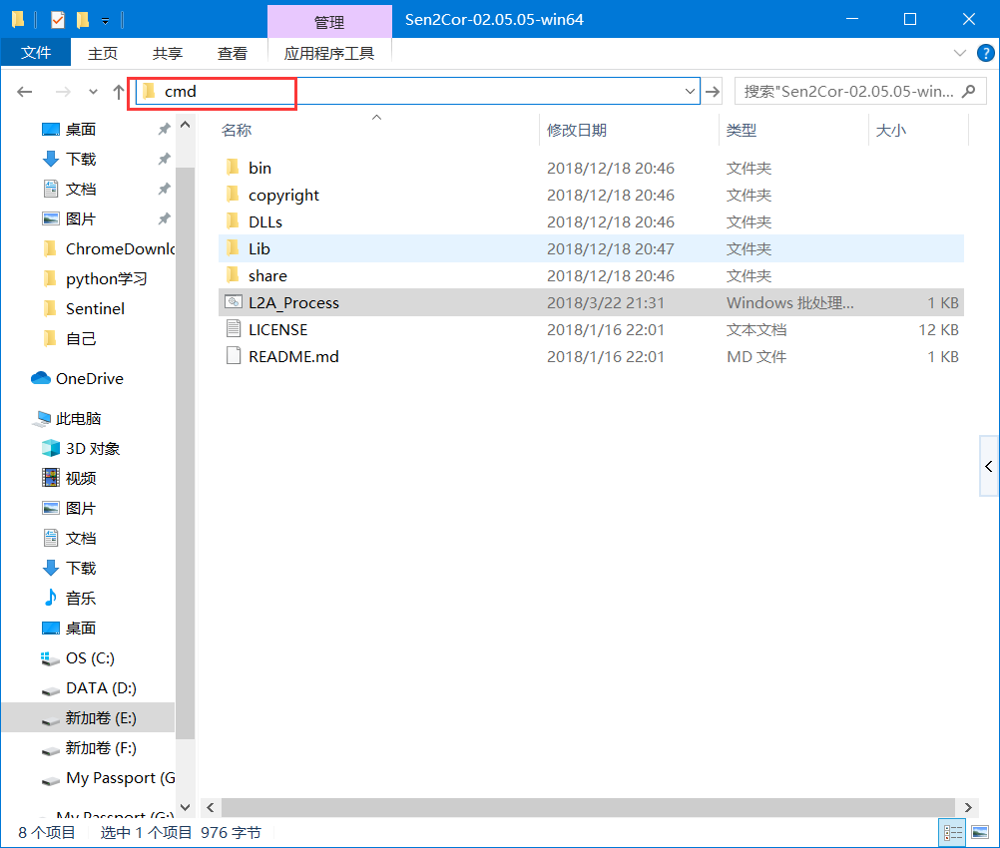 管理
Sen2Cor-02.05.05-win64
文件 主页 共享 查看 应用程序工具
cmd
搜索"Sen2Cor-02.05.05-win...
桌面
下载
文档
图片
ChromeDownlo
python学习
Sentinel
自己
OneDrive
此电脑
3D 对象
视频
图片
文档
下载
音乐
桌面
OS (C:)
DATA (D:)
新加卷 (E:)
新加卷 (F:)
My Passport (G
My Passport (G:)
名称 修改日期 类型 大小
bin 2018/12/18 20:46 文件夹
copyright 2018/12/18 20:46 文件夹
DLLs 2018/12/18 20:46 文件夹
Lib 2018/12/18 20:47 文件夹
share 2018/12/18 20:46 文件夹
L2A_Process 2018/3/22 21:31 Windows 批处理... 1 KB
LICENSE 2018/1/16 22:01 文本文档 12 KB
README.md 2018/1/16 22:01 MD 文件 1 KB
8 个项目 选中 1 个项目 976 字节